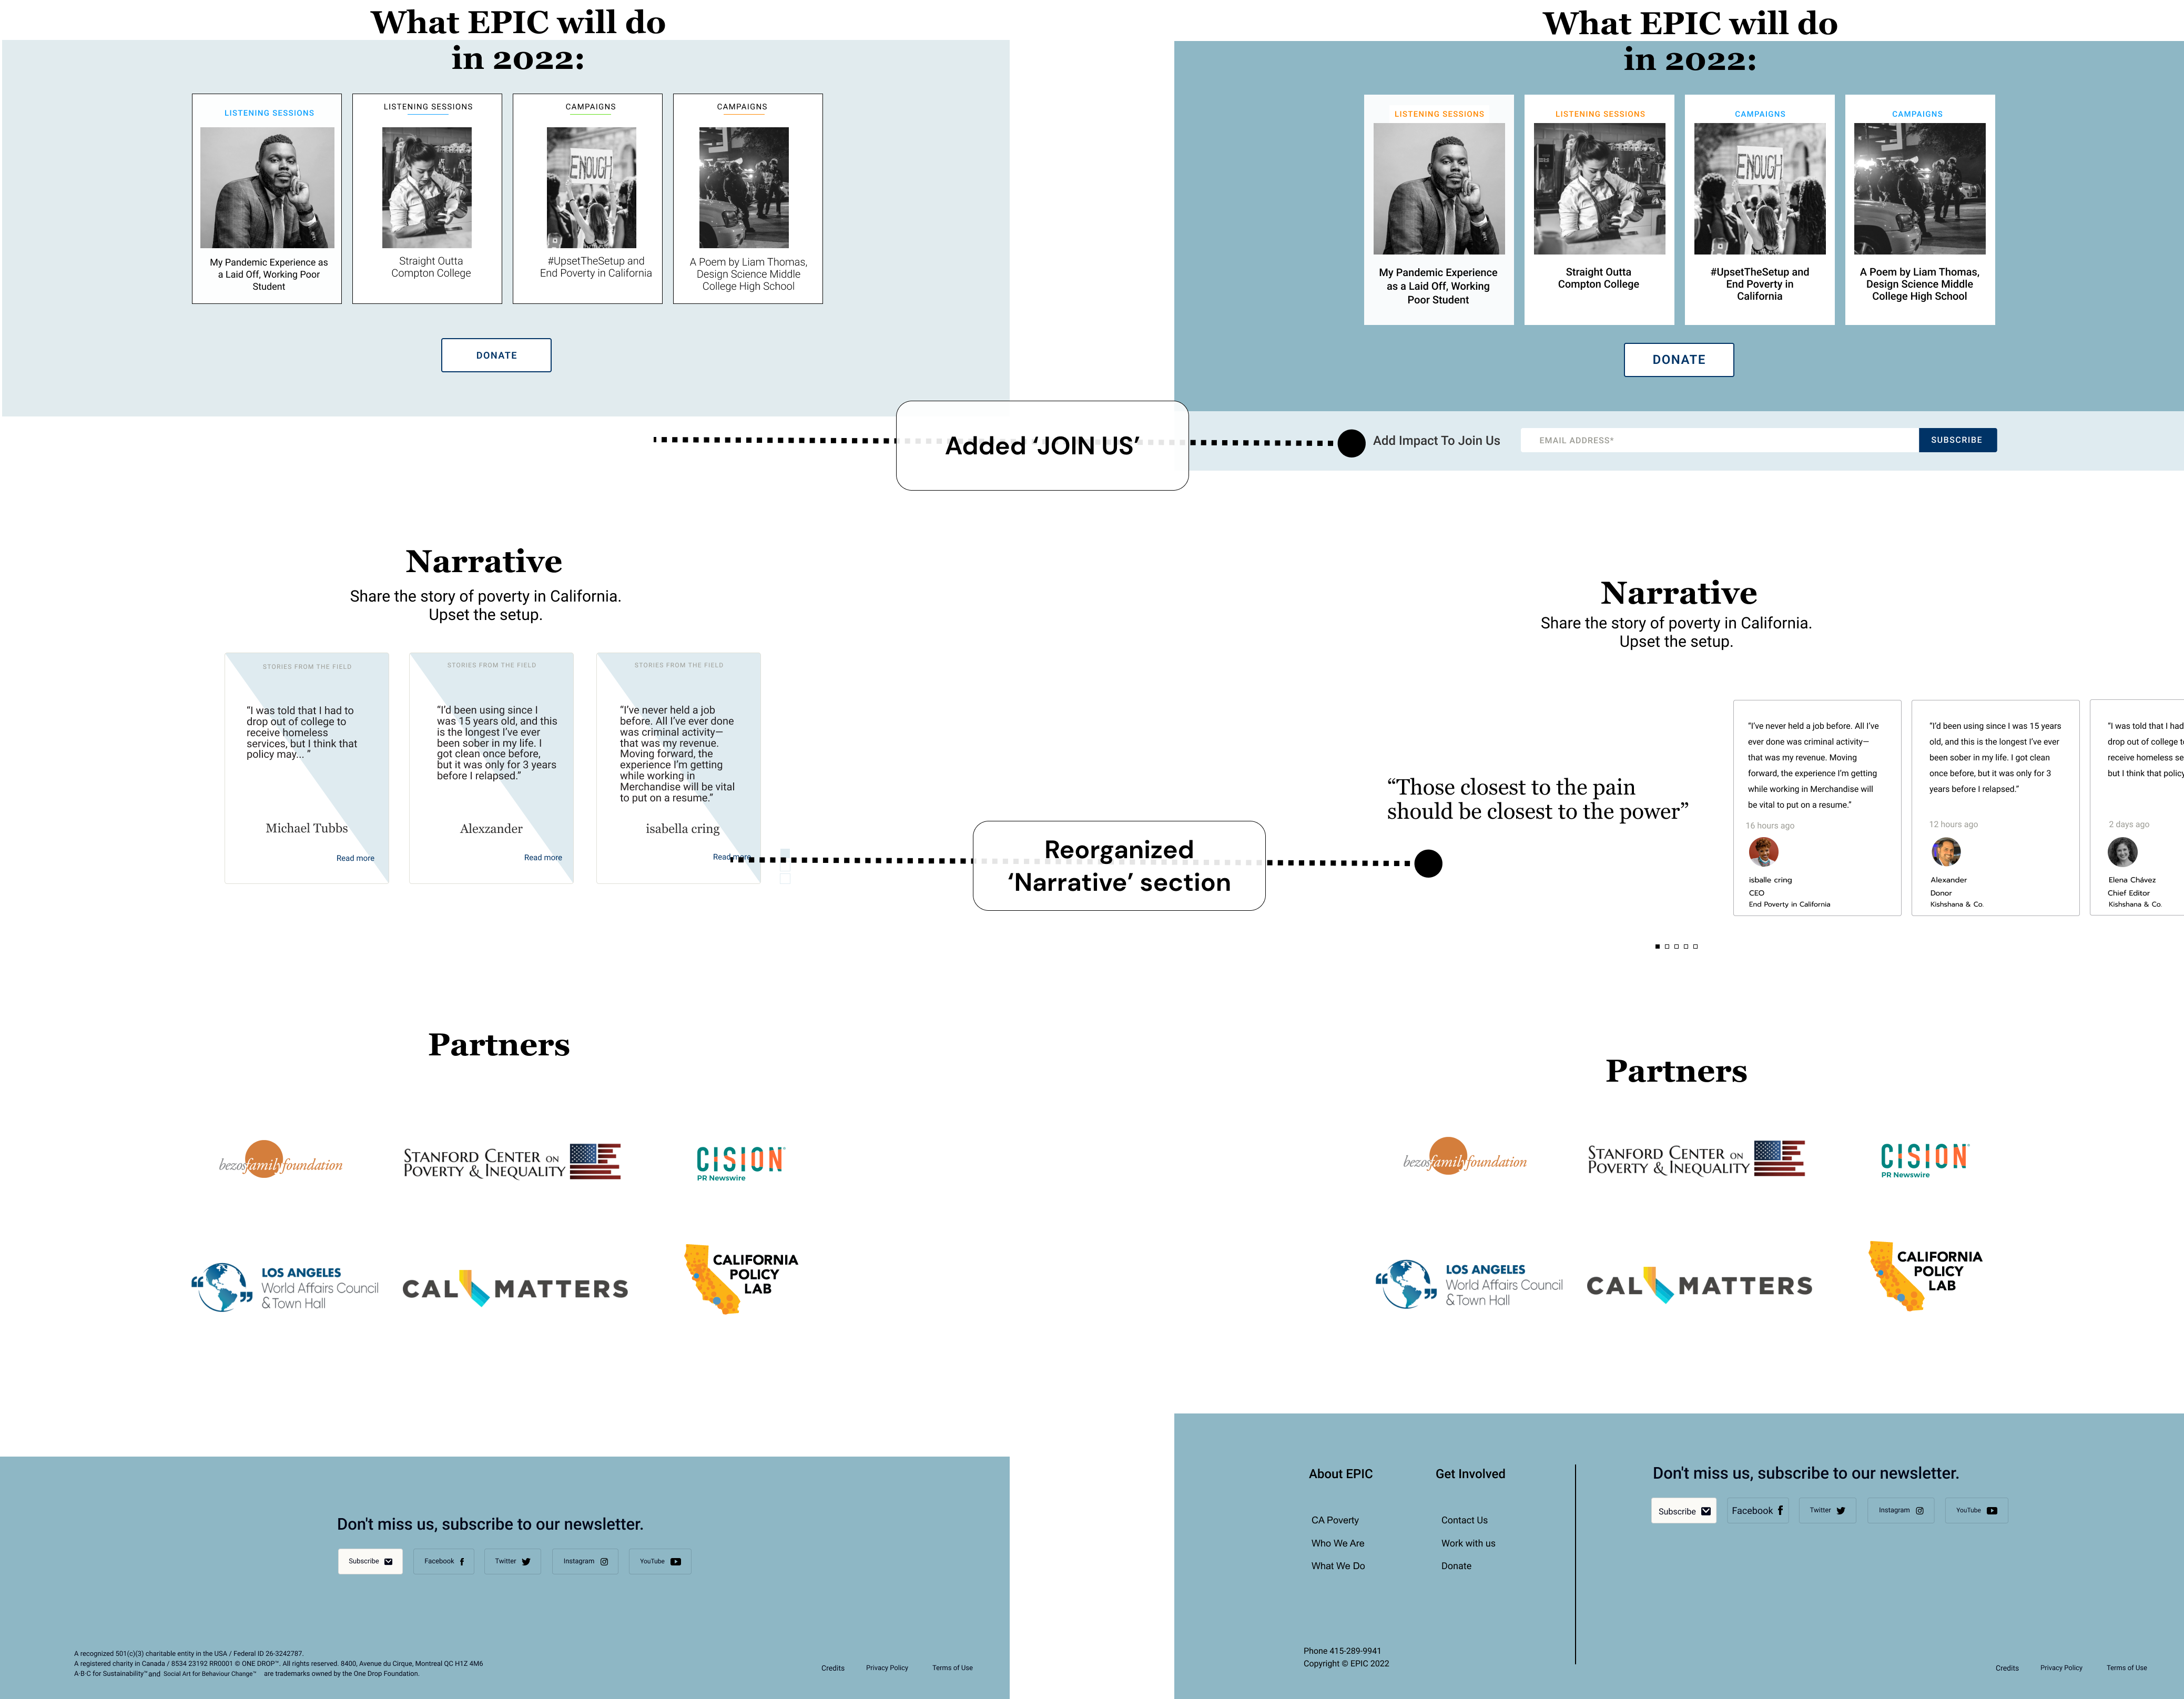 What EPIC will do
in 2022:
LISTENING SESSIONS
My Pandemic Experience as
a Laid Off, Working Poor
Student
LISTENING SESSIONS
Straight Outta
Compton College
CAMPAIGNS
ENOUGH
#UpsetTheSetup and
End Poverty in California
CAMPAIGNS
A Poem by Liam Thomas,
Design Science Middle
College High School
DONATE
What EPIC will do
in 2022:
LISTENING SESSIONS
My Pandemic Experience
as a Laid Off, Working
Poor Student
LISTENING SESSIONS
Straight Outta
Compton College
CAMPAIGNS
ENOUGH
#UpsetTheSetup and
End Poverty in
California
CAMPAIGNS
A Poem by Liam Thomas,
Design Science Middle
College High School
DONATE
Added ‘JOIN US’
Add Impact To Join Us
EMAIL ADDRESS*
SUBSCRIBE
Narrative
Share the story of poverty in California.
Upset the setup.
STORIES FROM THE FIELD
“I was told that I had to
drop out of college to
receive homeless
services, but I think that
policy may... ”
Michael Tubbs
Read more
STORIES FROM THE FIELD
“I’d been using since I
was 15 years old, and this
is the longest I’ve ever
been sober in my life. I
got clean once before,
but it was only for 3 years
before I relapsed.”
Alexzander
Read more
STORIES FROM THE FIELD
“I’ve never held a job
before. All I’ve ever done
was criminal activity—
that was my revenue.
Moving forward, the
experience I’m getting
while working in
Merchandise will be vital
to put on a resume.”
isabella cring
Read more
Reorganized
‘Narrative’ section
Narrative
Share the story of poverty in California.
Upset the setup.
“Those closest to the pain
should be closest to the power”
“I’ve never held a job before. All I’ve
ever done was criminal activity—
that was my revenue. Moving
forward, the experience I’m getting
while working in Merchandise will
be vital to put on a resume.”
16 hours ago
isballe cring
CEO
End Poverty in California
“I’d been using since I was 15 years
old, and this is the longest I’ve ever
been sober in my life. I got clean
once before, but it was only for 3
years before I relapsed.”
12 hours ago
Alexander
Donor
Kishshana & Co.
“I was told that I had
drop out of college t
receive homeless se
but I think that policy
2 days ago
Elena Chávez
Chief Editor
Kishshana & Co.
Partners
bezosfamilyfoundation
STANFORD CENTER ON
POVERTY & INEQUALITY
CISION
PR Newswire
LOS ANGELES
World Affairs Council
& Town Hall
CAL MATTERS
CALIFORNIA
POLICY
LAB
Partners
bezosfamilyfoundation
STANFORD CENTER ON
POVERTY & INEQUALITY
CISION
PR Newswire
LOS ANGELES
World Affairs Council
& Town Hall
CAL MATTERS
CALIFORNIA
POLICY
LAB
Don't miss us, subscribe to our newsletter.
Subscribe
Facebook
Twitter
Instagram
YouTube
A recognized 501(c)(3) charitable entity in the USA / Federal ID 26-3242787.
A registered charity in Canada / 8534 23192 RR0001 © ONE DROP™. All rights reserved. 8400, Avenue du Cirque, Montreal QC H1Z 4M6
A·B·C for Sustainability™ and Social Art for Behaviour Change™ are trademarks owned by the One Drop Foundation.
Credits
Privacy Policy
Terms of Use
About EPIC
CA Poverty
Who We Are
What We Do
Get Involved
Contact Us
Work with us
Donate
Don't miss us, subscribe to our newsletter.
Subscribe
Facebook
Twitter
Instagram
YouTube
Phone 415-289-9941
Copyright © EPIC 2022
Credits
Privacy Policy
Terms of Use